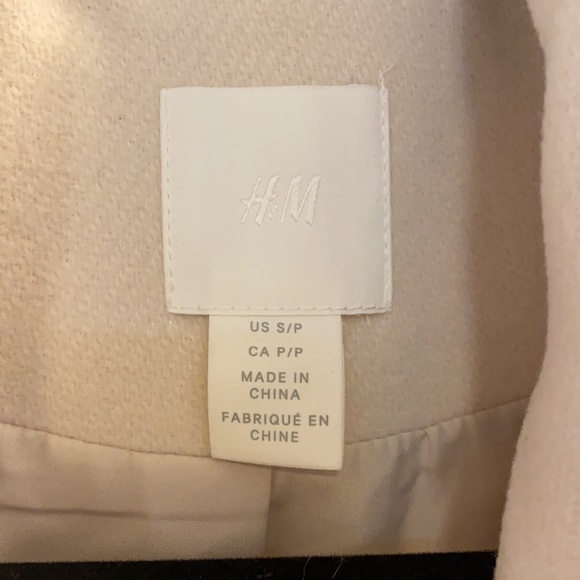 H&M
US S/P
CA P/P
MADE IN
CHINA
FABRIQUÉ EN
CHINE